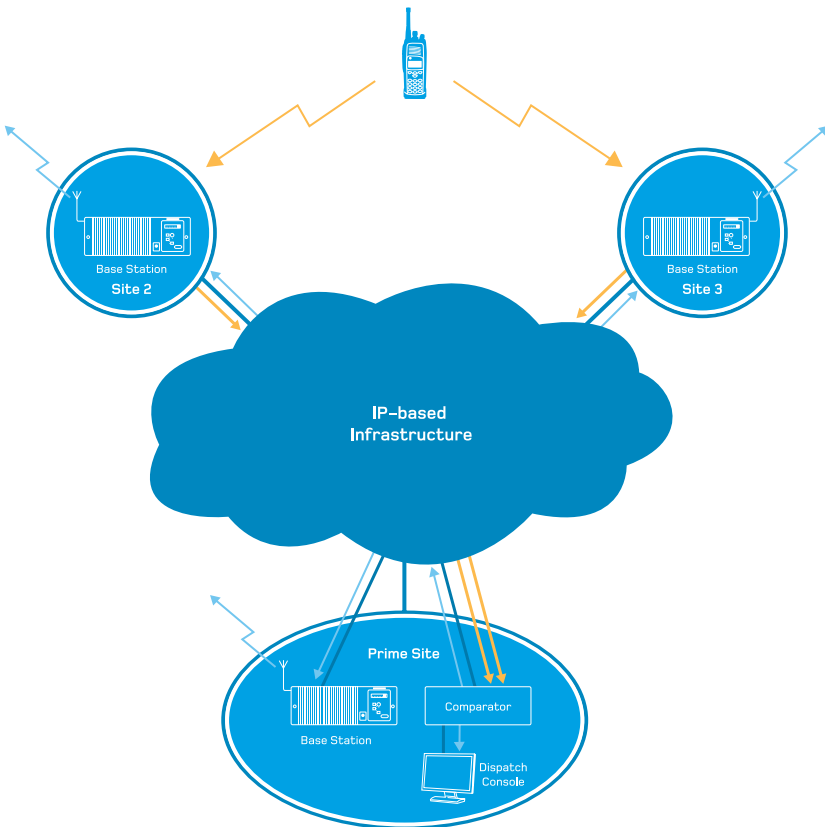 Base Station
Site 2
Base Station
Site 3
IP-based
Infrastructure
Prime Site
Base Station
Comparator
Dispatch
Console